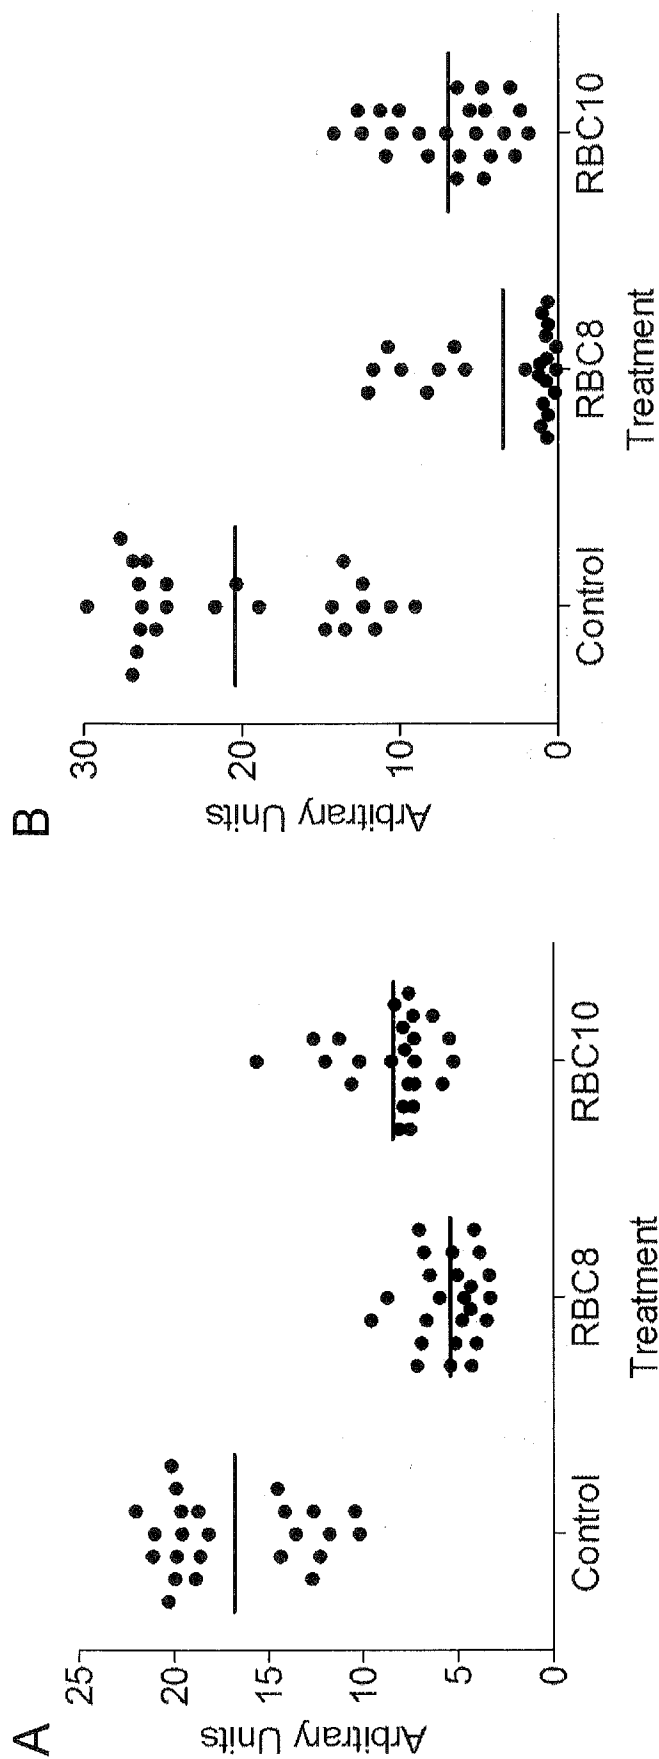 A
Arbitrary Units
25
20
15
10
5
0
Control
RBC8
RBC10
Treatment
B
Arbitrary Units
30
20
10
0
Control
RBC8
RBC10
Treatment